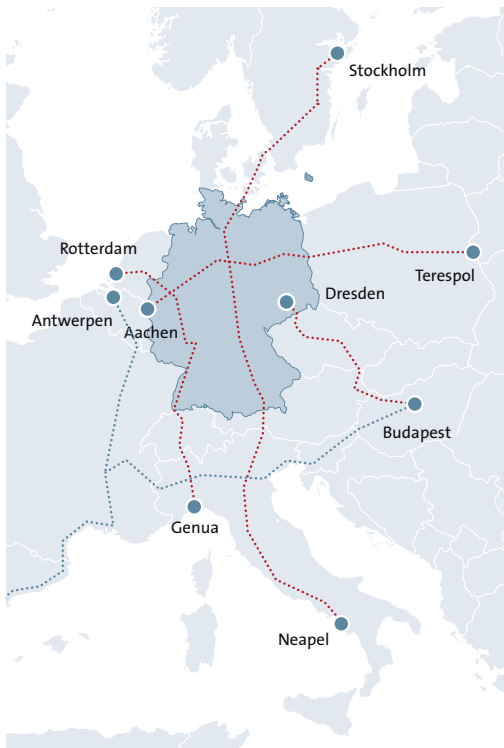 Stockholm
Rotterdam
Terespol
Dresden
Antwerpen
Aachen
Budapest
Genua
Neapel